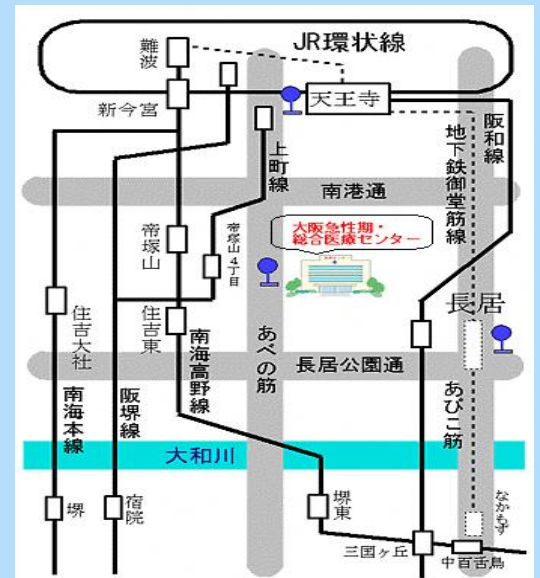 JR環状線
難波
天王寺
新今宮
上町線
地下鉄御堂筋線
阪和線
南港通
大阪急性期・
総合医療センター
帝塚山
帝塚山4丁目
長居
住吉大社
住吉東
あべの筋
長居公園通
南海本線
阪堺線
南海高野線
あびこ筋
大和川
堺
宿院
堺東
なかもず
三国ヶ丘
中百舌鳥